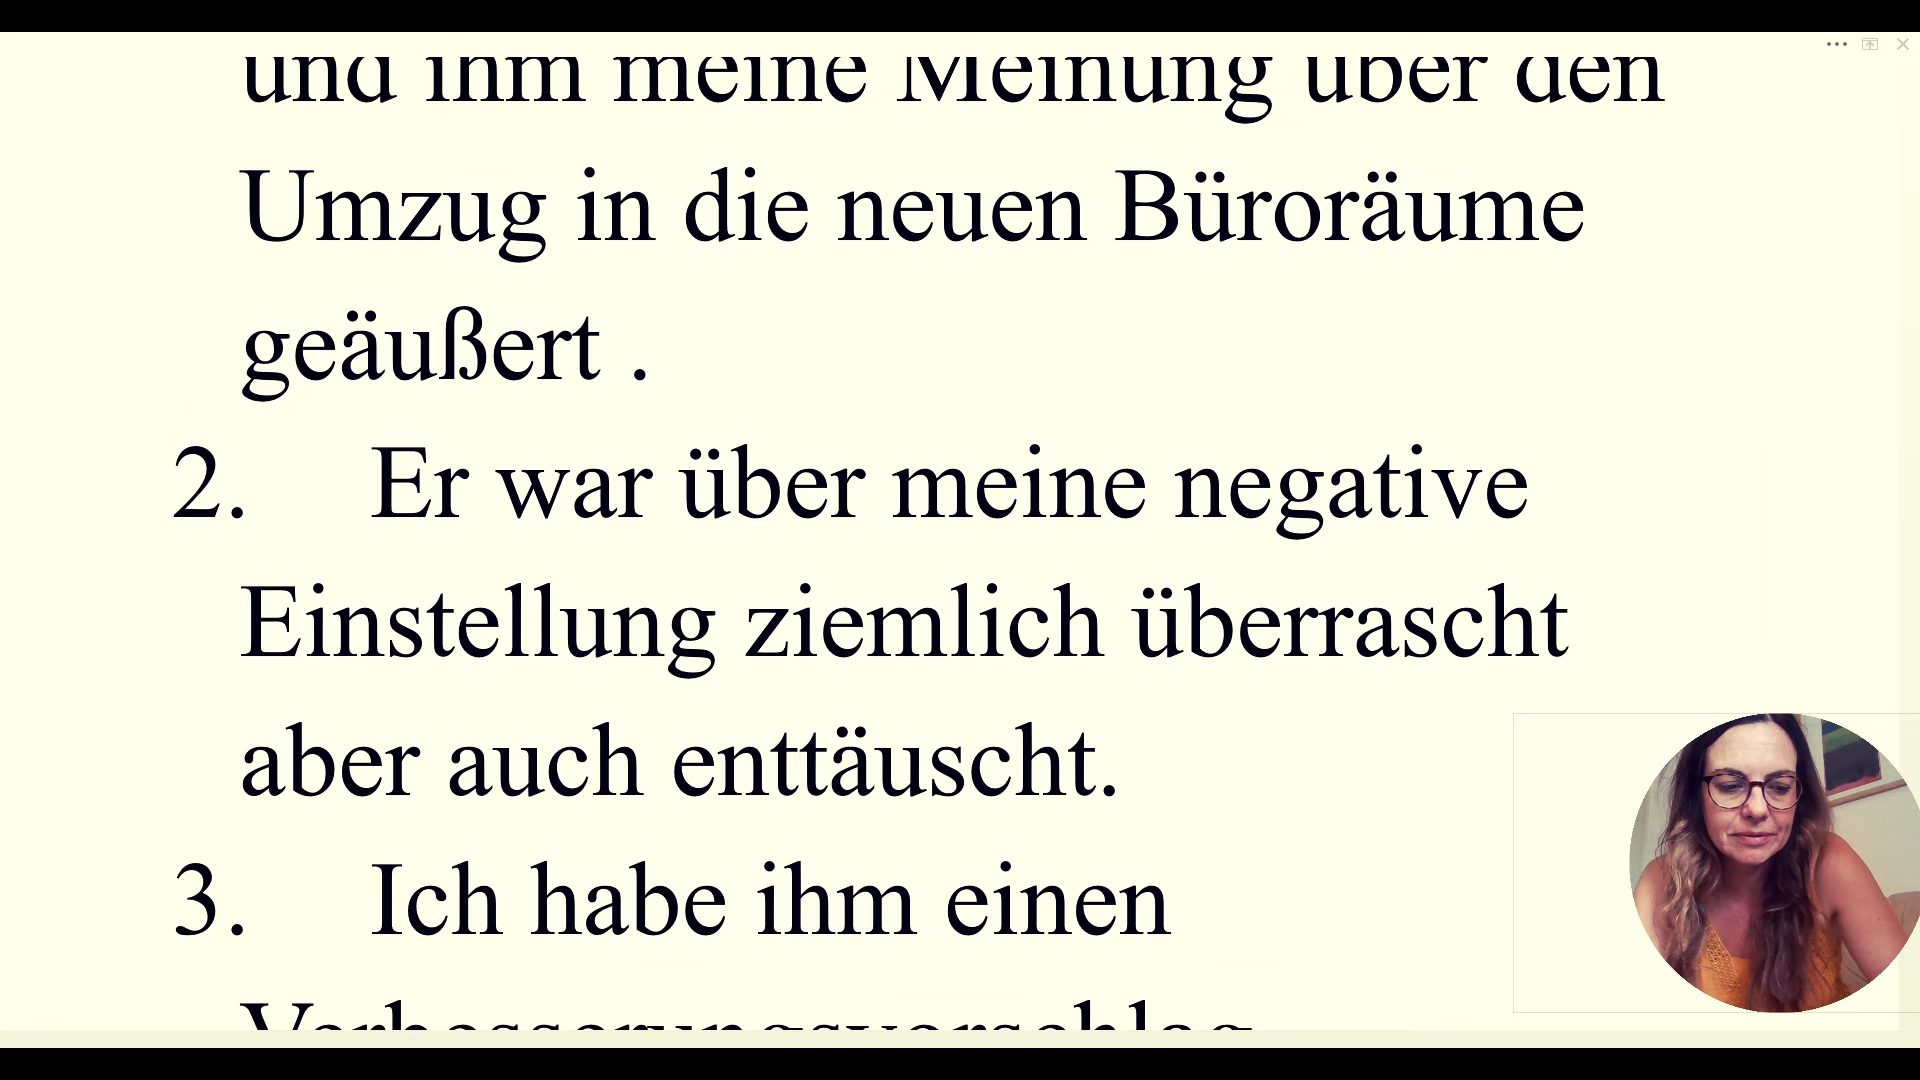 und ihm meine Meinung über den
Umzug in die neuen Büroräume
geäußert .
2. Er war über meine negative
Einstellung ziemlich überrascht
aber auch enttäuscht.
3. Ich habe ihm einen
Verbesserungsvorschlag